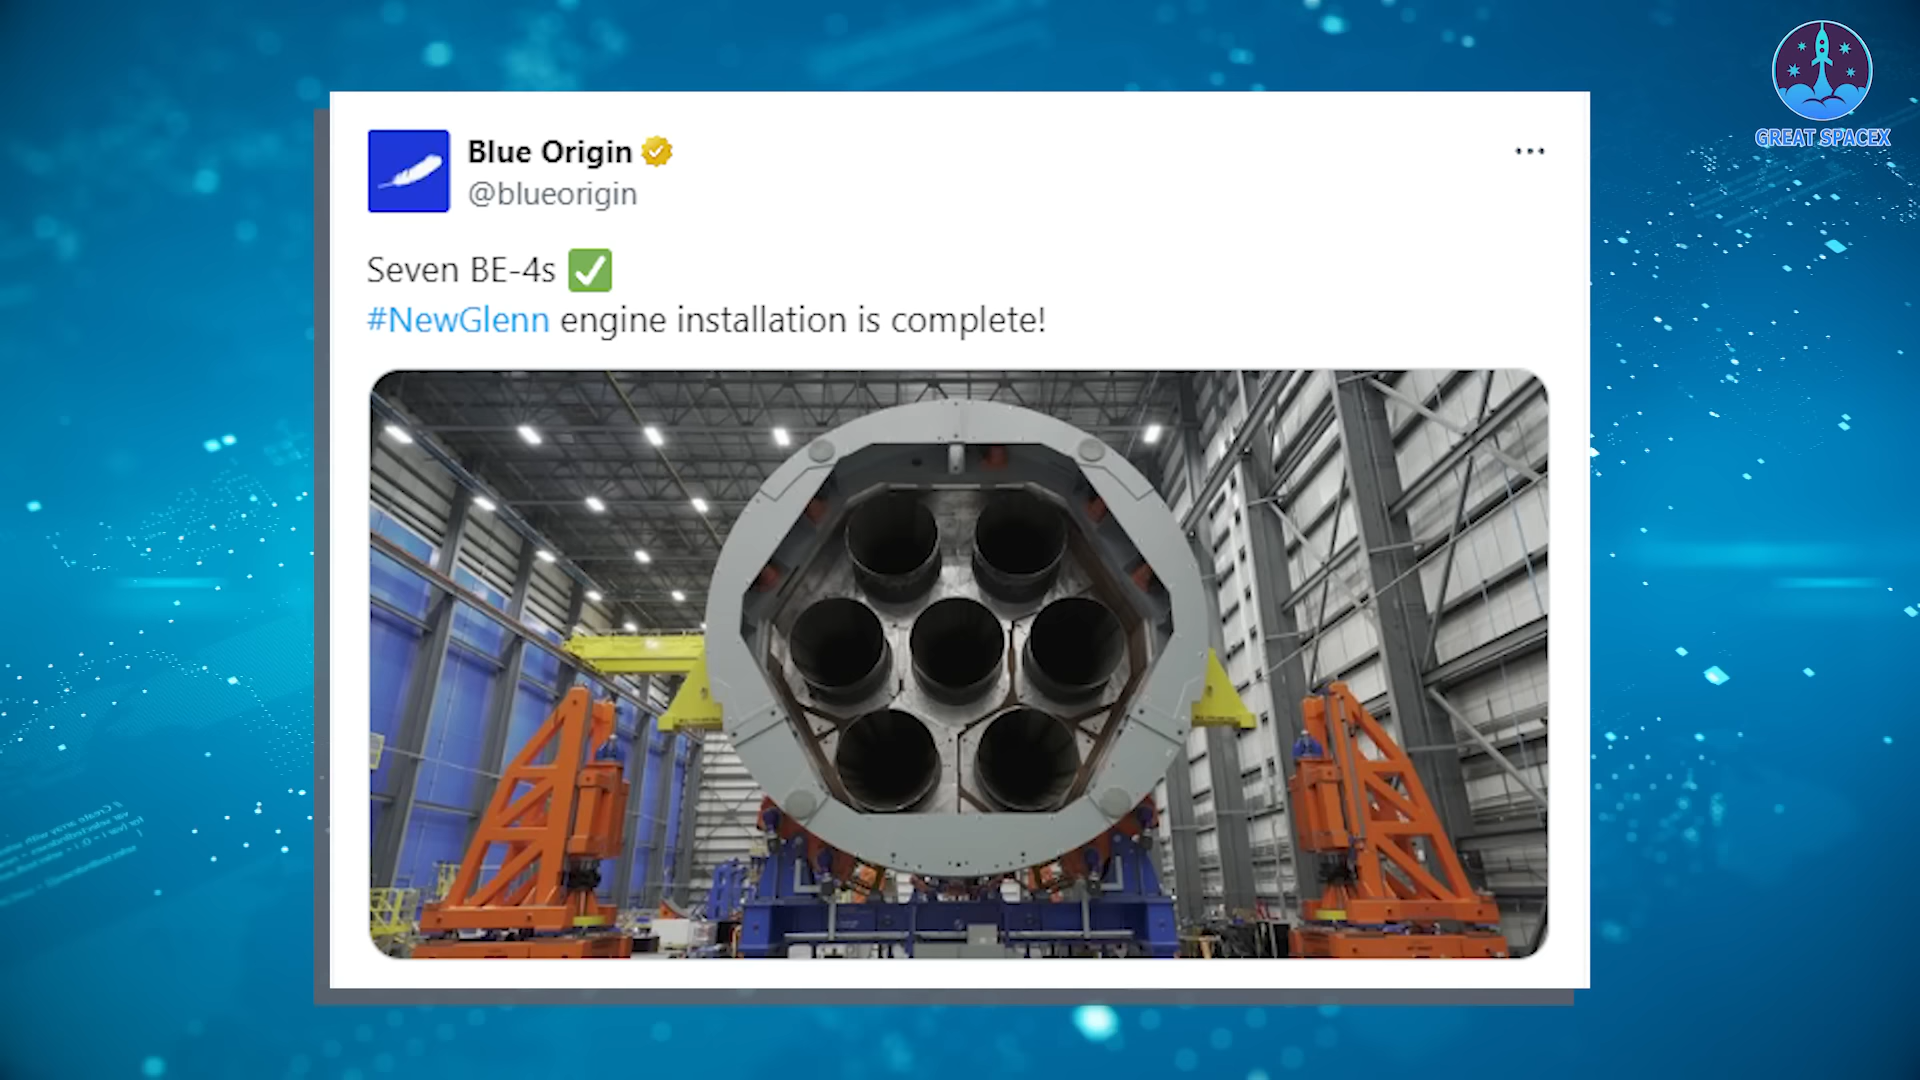 GREAT SPACEX
Blue Origin
@blueorigin
Seven BE-4s ✅
#NewGlenn engine installation is complete!